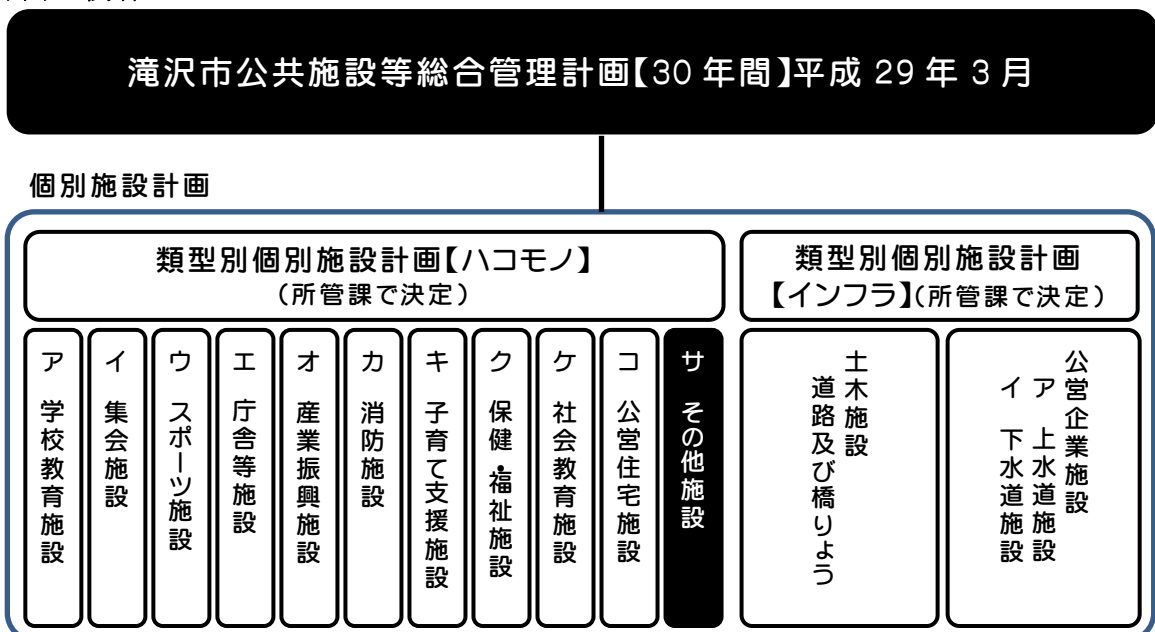 滝沢市公共施設等総合管理計画【30年間】平成29年3月
個別施設計画
類型別個別施設計画【ハコモノ】
（所管課で決定）
類型別個別施設計画
【インフラ】（所管課で決定）
ア 学校教育施設
イ 集会施設
ウ スポーツ施設
エ 庁舎等施設
オ 産業振興施設
カ 消防施設
キ 子育て支援施設
ク 保健・福祉施設
ケ 社会教育施設
コ 公営住宅施設
サ その他施設
土木施設
道路及び橋りょう
公営企業施設
ア 上水道施設
イ 下水道施設